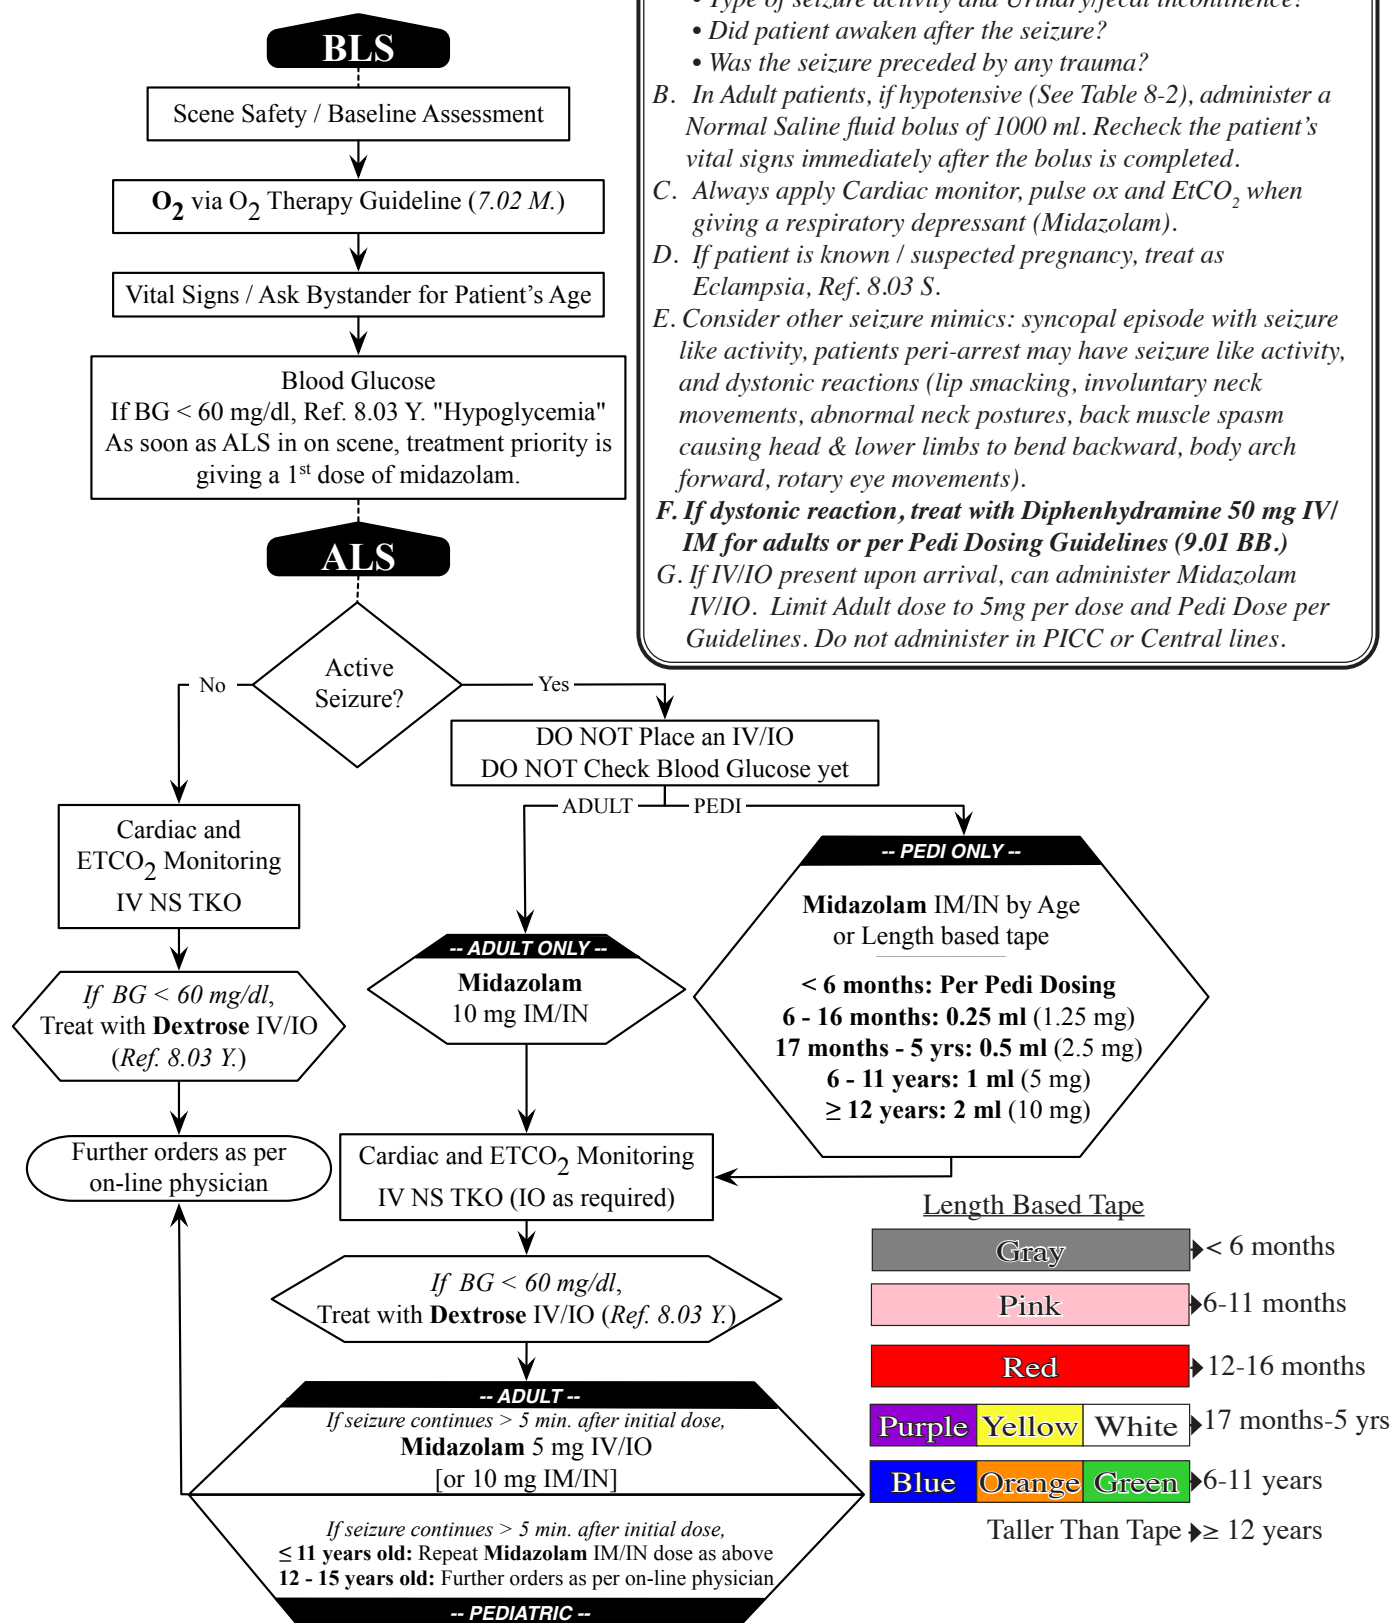 • Type of seizure activity and Urinary/fecal incontinence?
• Did patient awaken after the seizure?
• Was the seizure preceded by any trauma?
B. In Adult patients, if hypotensive (See Table 8-2), administer a
Normal Saline fluid bolus of 1000 ml. Recheck the patient's
vital signs immediately after the bolus is completed.
C. Always apply Cardiac monitor, pulse ox and EtCO2 when
giving a respiratory depressant (Midazolam).
D. If patient is known / suspected pregnancy, treat as
Eclampsia, Ref. 8.03 S.
E. Consider other seizure mimics: syncopal episode with seizure
like activity, patients peri-arrest may have seizure like activity,
and dystonic reactions (lip smacking, involuntary neck
movements, abnormal neck postures, back muscle spasm
causing head & lower limbs to bend backward, body arch
forward, rotary eye movements).
F. If dystonic reaction, treat with Diphenhydramine 50 mg IV/
IM for adults or per Pedi Dosing Guidelines (9.01 BB.)
G. If IV/IO present upon arrival, can administer Midazolam
IV/IO. Limit Adult dose to 5mg per dose and Pedi Dose per
Guidelines. Do not administer in PICC or Central lines.
BLS
Scene Safety / Baseline Assessment
O2 via O2 Therapy Guideline (7.02 M.)
Vital Signs / Ask Bystander for Patient's Age
Blood Glucose
If BG < 60 mg/dl, Ref. 8.03 Y. "Hypoglycemia"
As soon as ALS in on scene, treatment priority is
giving a 1st dose of midazolam.
ALS
Active
Seizure?
No
Yes
DO NOT Place an IV/IO
DO NOT Check Blood Glucose yet
ADULT
PEDI
Cardiac and
ETCO2 Monitoring
IV NS TKO
If BG < 60 mg/dl,
Treat with Dextrose IV/IO
(Ref. 8.03 Y.)
Further orders as per
on-line physician
-- ADULT ONLY --
Midazolam
10 mg IM/IN
-- PEDI ONLY --
Midazolam IM/IN by Age
or Length based tape
< 6 months: Per Pedi Dosing
6 - 16 months: 0.25 ml (1.25 mg)
17 months - 5 yrs: 0.5 ml (2.5 mg)
6 - 11 years: 1 ml (5 mg)
≥ 12 years: 2 ml (10 mg)
Cardiac and ETCO2 Monitoring
IV NS TKO (IO as required)
If BG < 60 mg/dl,
Treat with Dextrose IV/IO (Ref. 8.03 Y.)
-- ADULT --
If seizure continues > 5 min. after initial dose,
Midazolam 5 mg IV/IO
[or 10 mg IM/IN]
If seizure continues > 5 min. after initial dose,
≤ 11 years old: Repeat Midazolam IM/IN dose as above
12 - 15 years old: Further orders as per on-line physician
-- PEDIATRIC --
Length Based Tape
Gray < 6 months
Pink 6-11 months
Red 12-16 months
Purple Yellow White 17 months-5 yrs
Blue Orange Green 6-11 years
Taller Than Tape ≥ 12 years